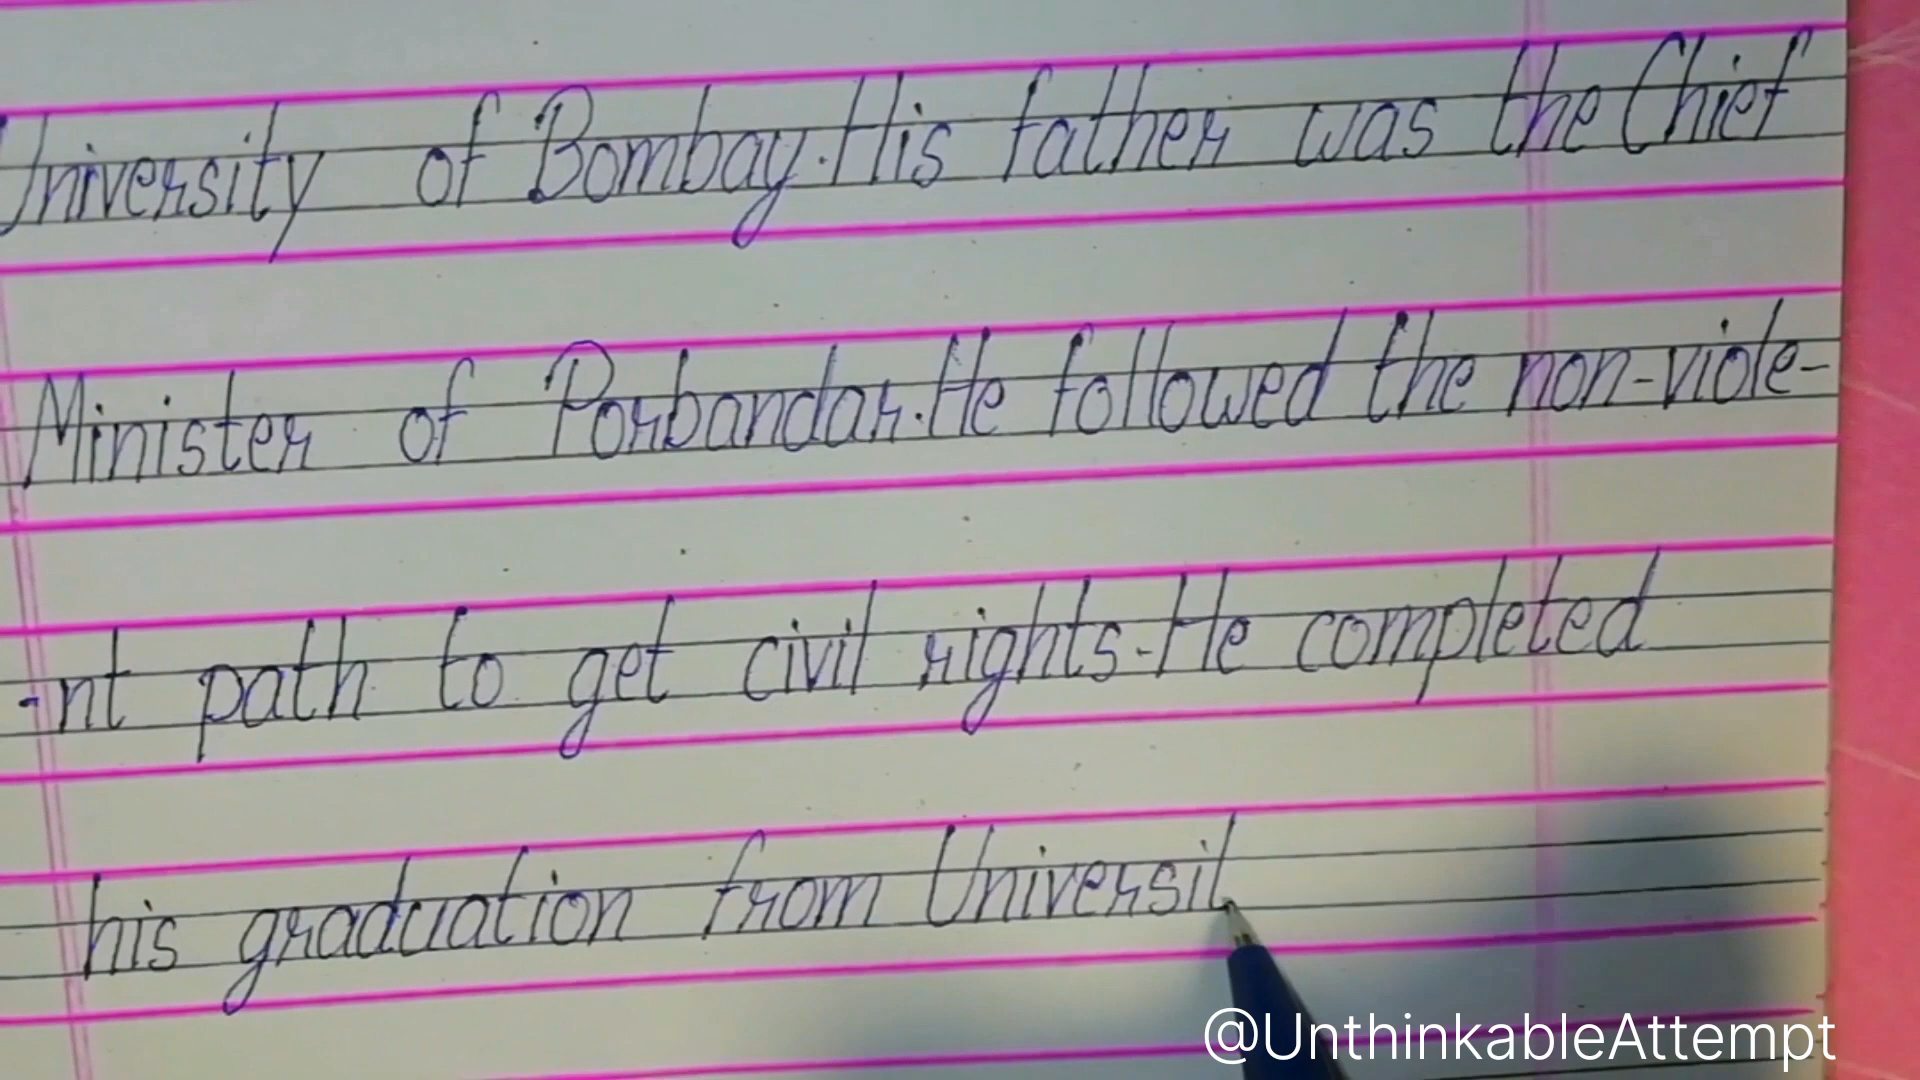 University of Bombay. His father was the Chief
Minister of Porbandar. He followed the non-viole-
-nt path to get civil rights. He completed
his graduation from Universit
@UnthinkableAttempt